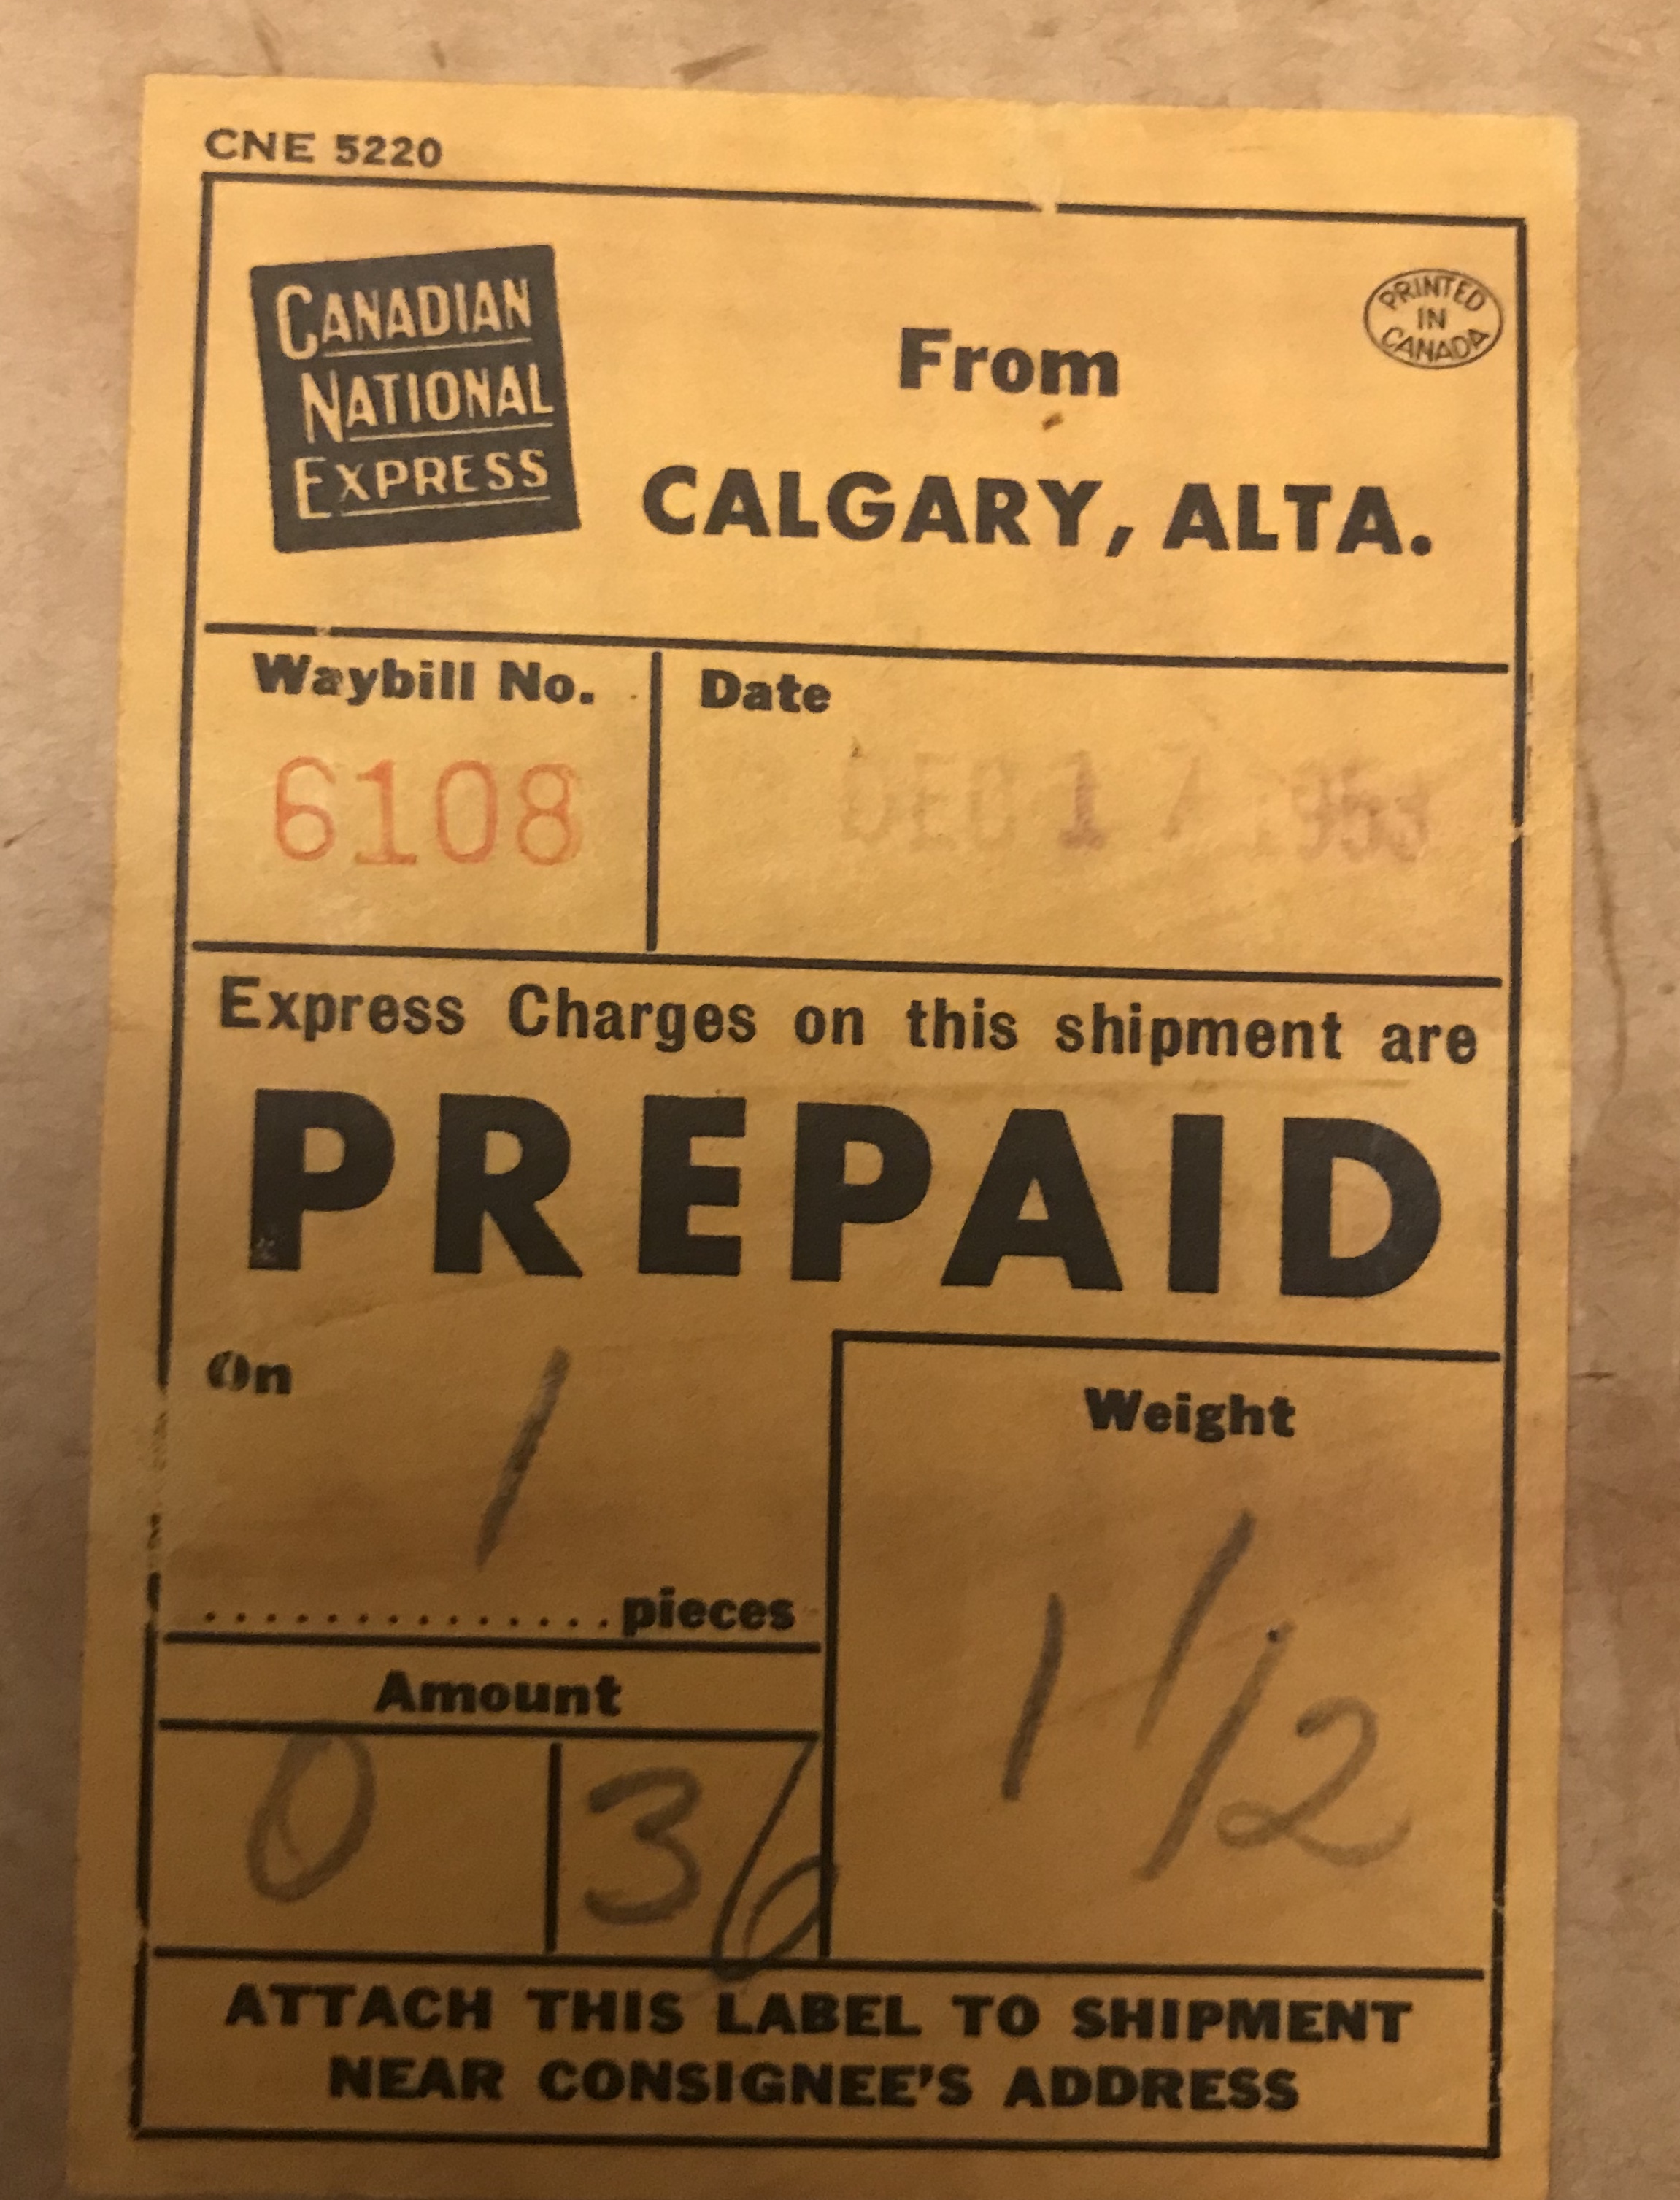 CNE 5220
CANADIAN
NATIONAL
EXPRESS
PRINTED
IN
CANADA
From
CALGARY, ALTA.
Waybill No.
Date
6108
DEC 1
Express Charges on this shipment are
PREPAID
On
1
...............pieces
Weight
1 1/2
Amount
0 36
ATTACH THIS LABEL TO SHIPMENT
NEAR CONSIGNEE'S ADDRESS